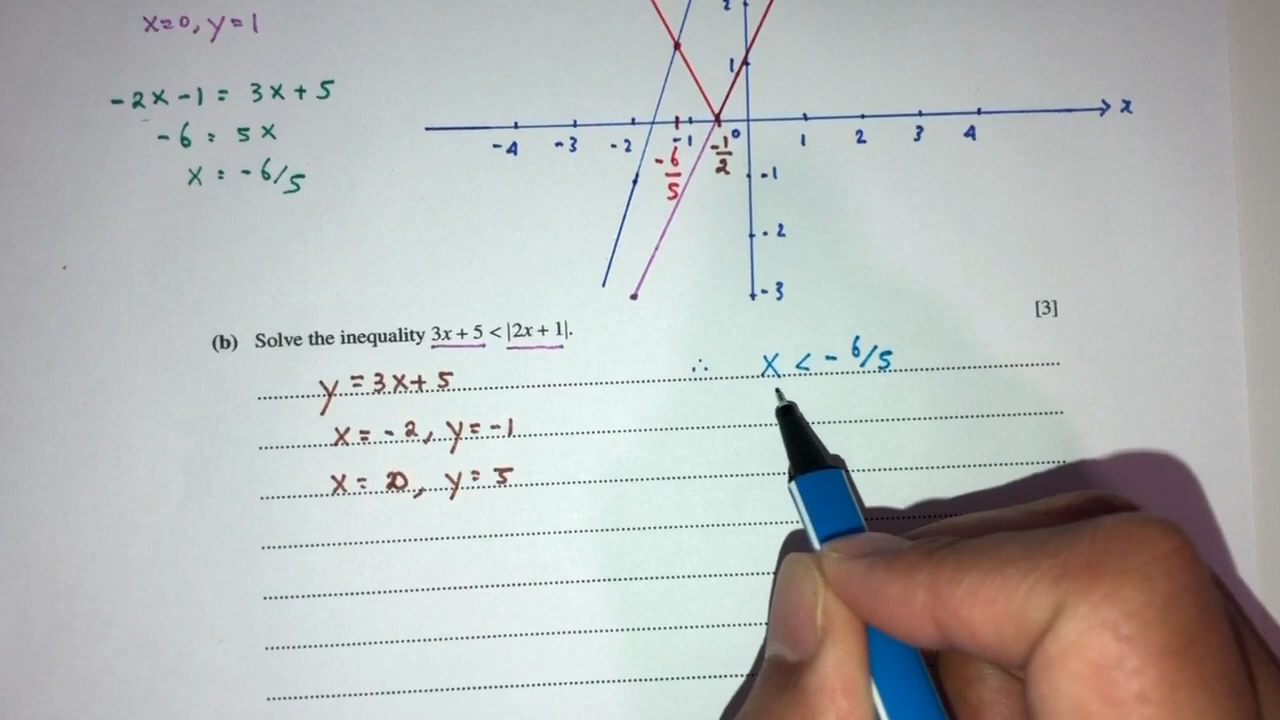 x=0, y=1
-2x-1 = 3x+5
-6 = 5x
x = -6/5
2
1
x
-4 -3 -2 -1 0 1 2 3 4
-6/5
-1/2
-1
-2
-3
[3]
(b) Solve the inequality 3x + 5 < |2x + 1|.
∴ x < -6/5
y = 3x+5
x = -2, y = -1
x = 0, y = 5